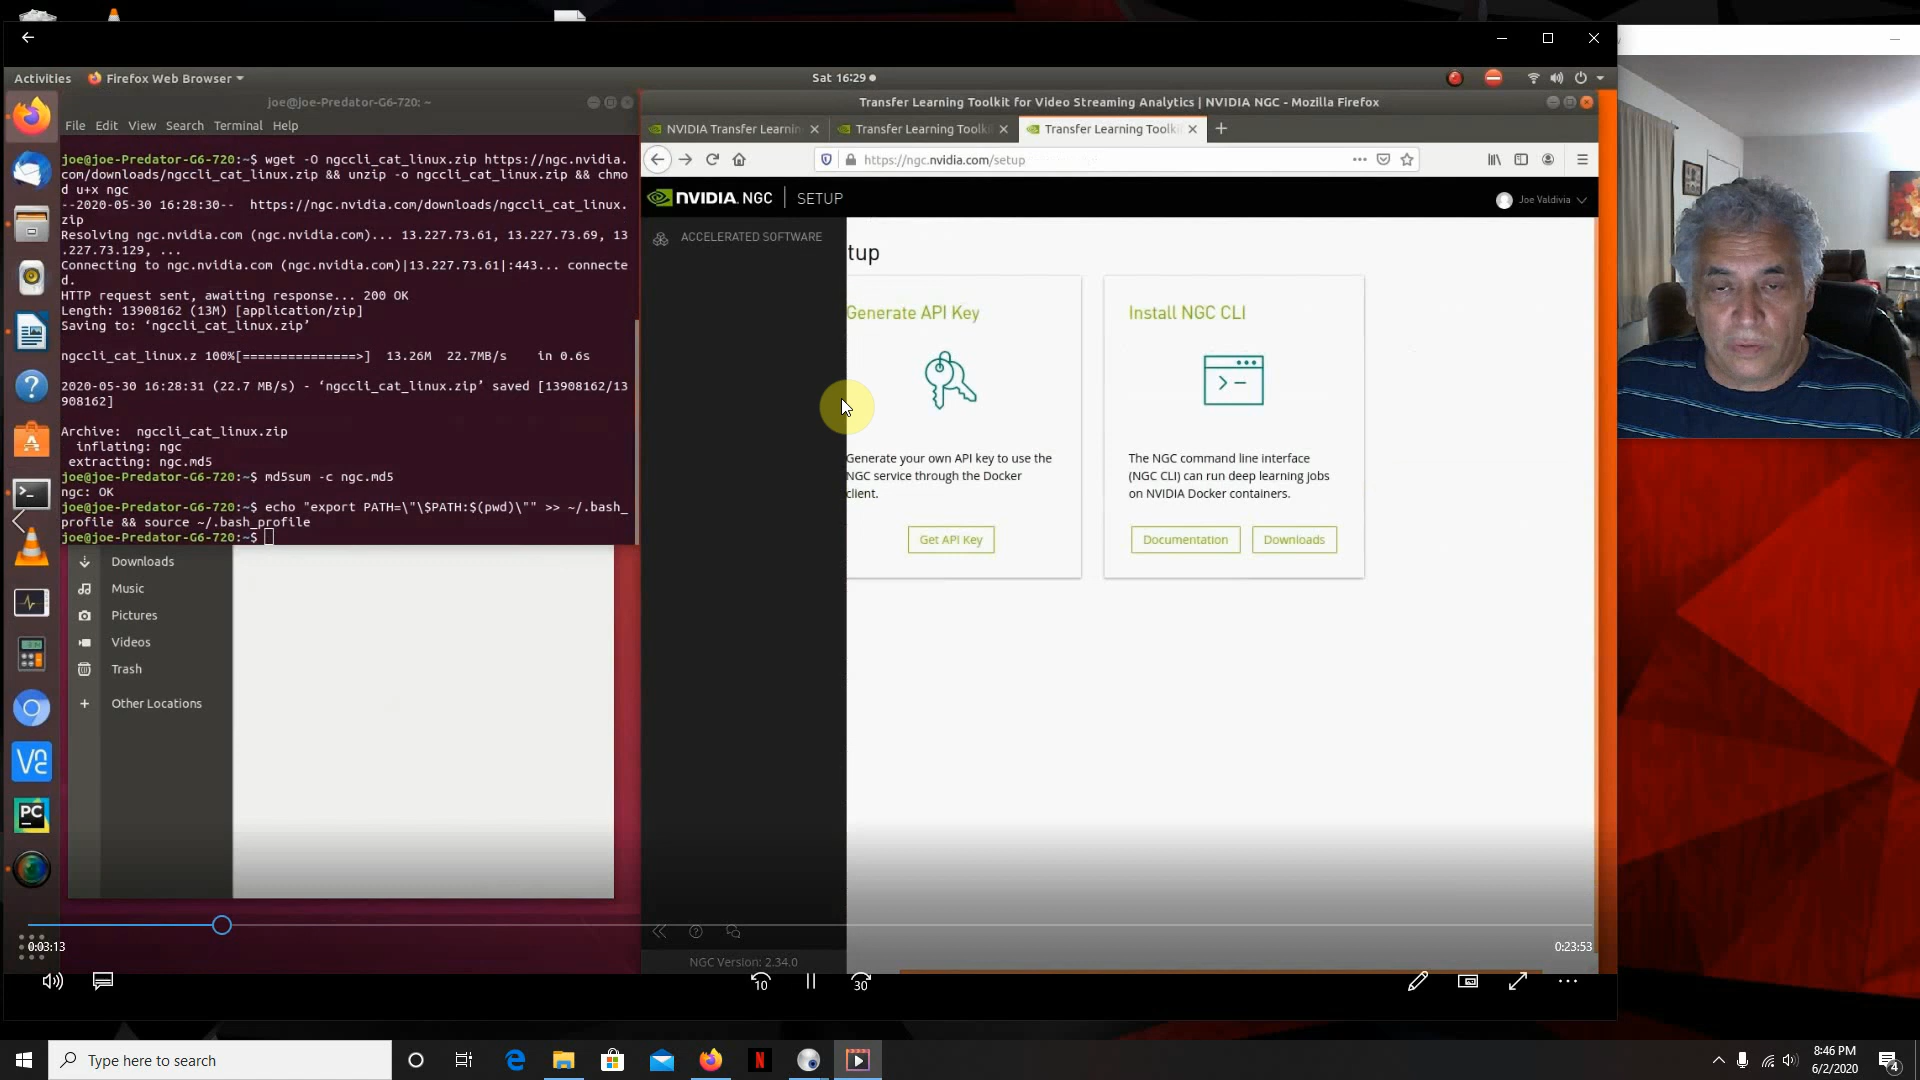 Activities
Firefox Web Browser
Sat 16:29
joe@joe-Predator-G6-720: ~
File Edit View Search Terminal Help
joe@joe-Predator-G6-720:~$ wget -O ngccli_cat_linux.zip https://ngc.nvidia.
com/downloads/ngccli_cat_linux.zip && unzip -o ngccli_cat_linux.zip && chmo
d u+x ngc
--2020-05-30 16:28:30-- https://ngc.nvidia.com/downloads/ngccli_cat_linux.
zip
Resolving ngc.nvidia.com (ngc.nvidia.com)... 13.227.73.61, 13.227.73.69, 13
.227.73.129, ...
Connecting to ngc.nvidia.com (ngc.nvidia.com)|13.227.73.61|:443... connecte
d.
HTTP request sent, awaiting response... 200 OK
Length: 13908162 (13M) [application/zip]
Saving to: ‘ngccli_cat_linux.zip’
ngccli_cat_linux.z 100%[===============>] 13.26M 22.7MB/s in 0.6s
2020-05-30 16:28:31 (22.7 MB/s) - ‘ngccli_cat_linux.zip’ saved [13908162/13
908162]
Archive: ngccli_cat_linux.zip
inflating: ngc
extracting: ngc.md5
joe@joe-Predator-G6-720:~$ md5sum -c ngc.md5
ngc: OK
joe@joe-Predator-G6-720:~$ echo "export PATH=\"\$PATH:$(pwd)\"" >> ~/.bash_
profile && source ~/.bash_profile
joe@joe-Predator-G6-720:~$
Downloads
Music
Pictures
Videos
Trash
Other Locations
Transfer Learning Toolkit for Video Streaming Analytics | NVIDIA NGC - Mozilla Firefox
NVIDIA Transfer Learnin
Transfer Learning Toolk
Transfer Learning Toolki
https://ngc.nvidia.com/setup
NVIDIA NGC
SETUP
Joe Valdivia
ACCELERATED SOFTWARE
tup
Generate API Key
Generate your own API key to use the
NGC service through the Docker
client.
Get API Key
Install NGC CLI
The NGC command line interface
(NGC CLI) can run deep learning jobs
on NVIDIA Docker containers.
Documentation
Downloads
NGC Version: 2.34.0
PC
0:03:13
0:23:53
10
30
Type here to search
8:46 PM
6/2/2020
4